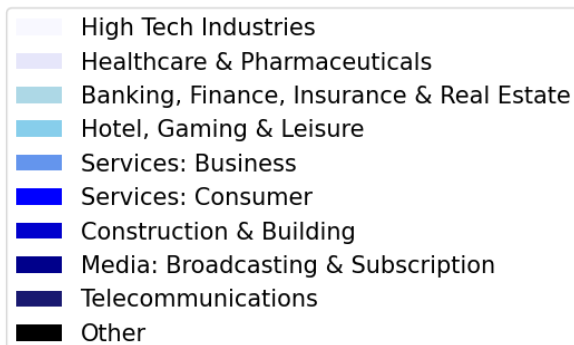 High Tech Industries
Healthcare & Pharmaceuticals
Banking, Finance, Insurance & Real Estate
Hotel, Gaming & Leisure
Services: Business
Services: Consumer
Construction & Building
Media: Broadcasting & Subscription
Telecommunications
Other